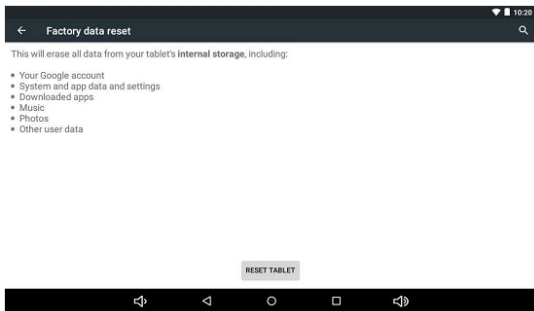 10:20
Factory data reset
This will erase all data from your tablet's internal storage, including:
• Your Google account
• System and app data and settings
• Downloaded apps
• Music
• Photos
• Other user data
RESET TABLET